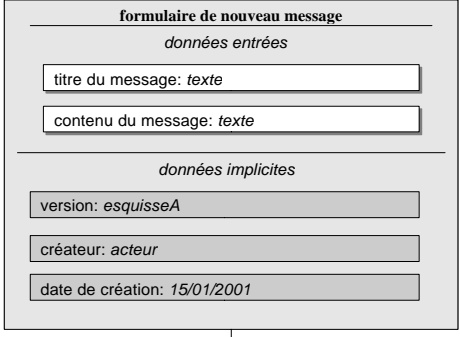 formulaire de nouveau message
données entrées
titre du message: texte
contenu du message: texte
données implicites
version: esquisseA
créateur: acteur
date de création: 15/01/2001